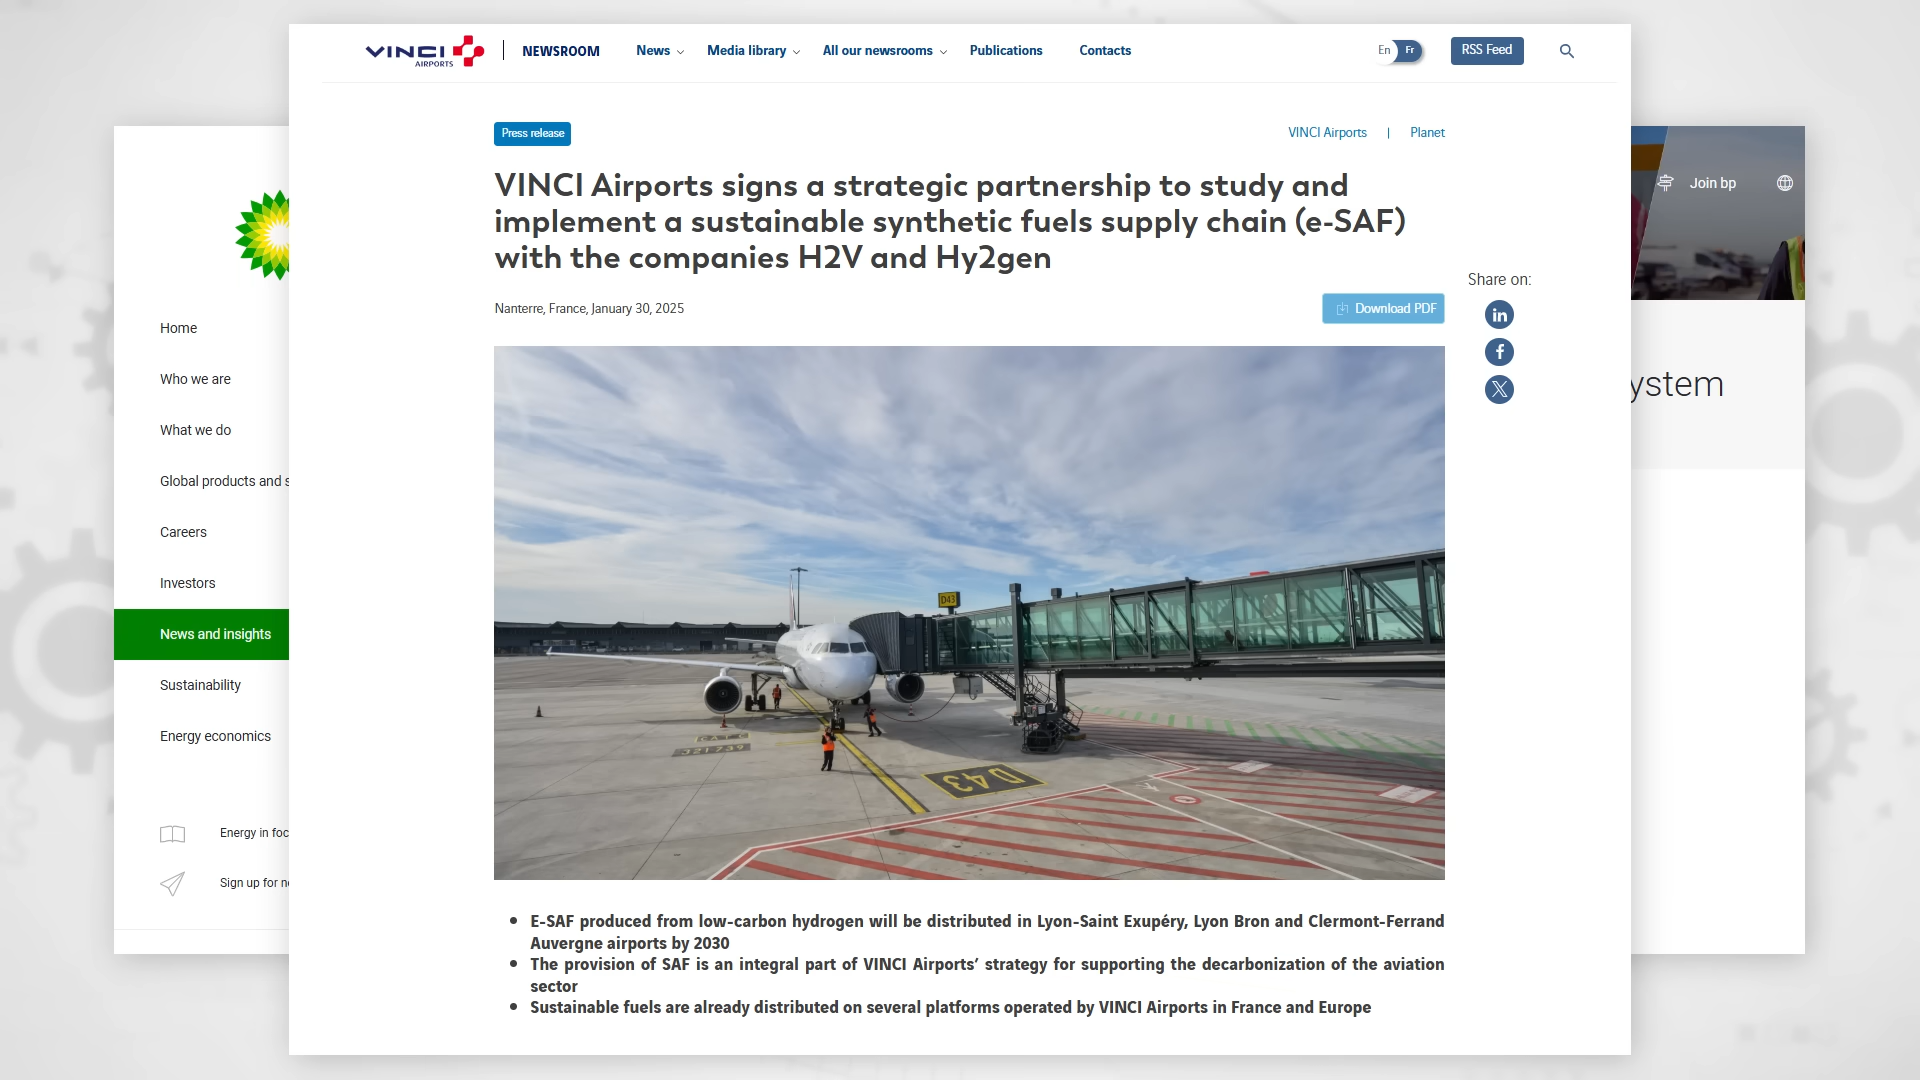 VINCI
AIRPORTS
NEWSROOM
News
Media library
All our newsrooms
Publications
Contacts
En
Fr
RSS Feed
Press release
VINCI Airports | Planet
VINCI Airports signs a strategic partnership to study and
implement a sustainable synthetic fuels supply chain (e-SAF)
with the companies H2V and Hy2gen
Nanterre, France, January 30, 2025
Download PDF
Share on:
D43
D43
E-SAF produced from low-carbon hydrogen will be distributed in Lyon-Saint Exupéry, Lyon Bron and Clermont-Ferrand
Auvergne airports by 2030
The provision of SAF is an integral part of VINCI Airports’ strategy for supporting the decarbonization of the aviation
sector
Sustainable fuels are already distributed on several platforms operated by VINCI Airports in France and Europe
Home
Who we are
What we do
Global products and s
Careers
Investors
News and insights
Sustainability
Energy economics
Energy in foc
Sign up for ne
Join bp
ystem